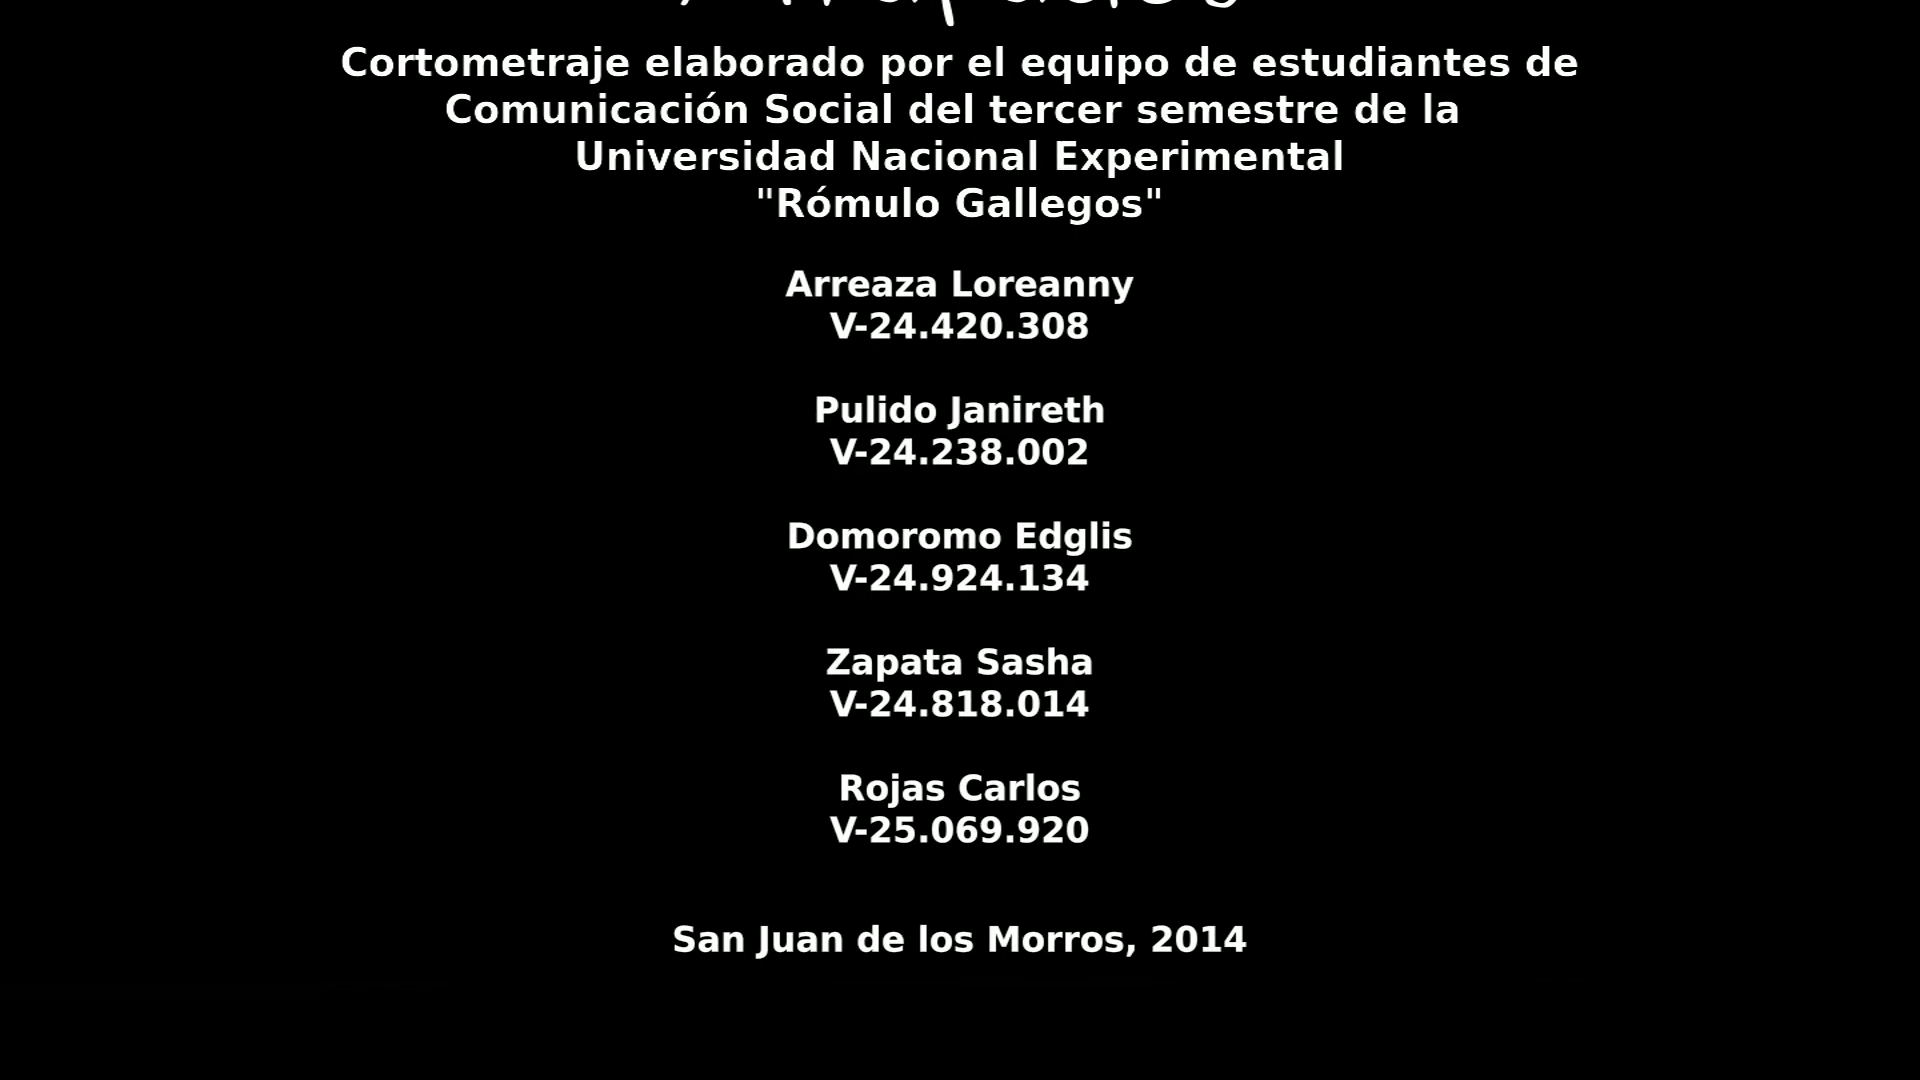 Cortometraje elaborado por el equipo de estudiantes de
Comunicación Social del tercer semestre de la
Universidad Nacional Experimental
"Rómulo Gallegos"
Arreaza Loreanny
V-24.420.308
Pulido Janireth
V-24.238.002
Domoromo Edglis
V-24.924.134
Zapata Sasha
V-24.818.014
Rojas Carlos
V-25.069.920
San Juan de los Morros, 2014